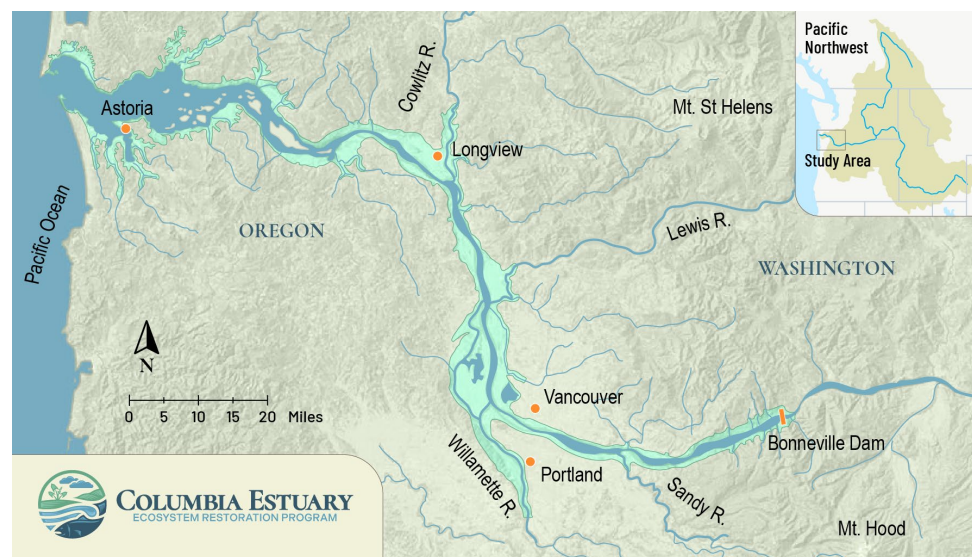 Pacific
Northwest
Study Area
Cowlitz R.
Mt. St Helens
Astoria
Longview
Pacific Ocean
OREGON
Lewis R.
WASHINGTON
N
0 5 10 15 20 Miles
Vancouver
Bonneville Dam
Willamette R.
Portland
Sandy R.
Mt. Hood
COLUMBIA ESTUARY
ECOSYSTEM RESTORATION PROGRAM